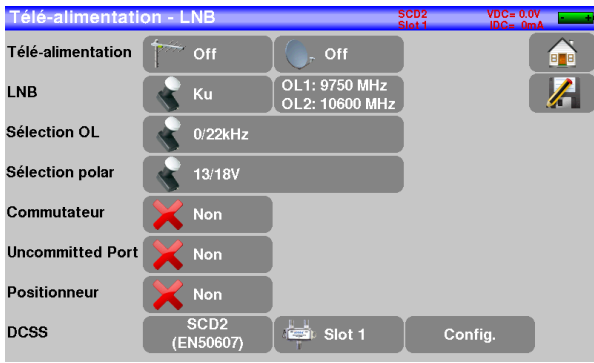 Télé-alimentation - LNB
SCD2
Slot 1
VDC= 0.0V
IDC= 0mA
Télé-alimentation
Off
Off
LNB
Ku
OL1: 9750 MHz
OL2: 10600 MHz
Sélection OL
0/22kHz
Sélection polar
13/18V
Commutateur
Non
Uncommitted Port
Non
Positionneur
Non
DCSS
SCD2
(EN50607)
Slot 1
Config.